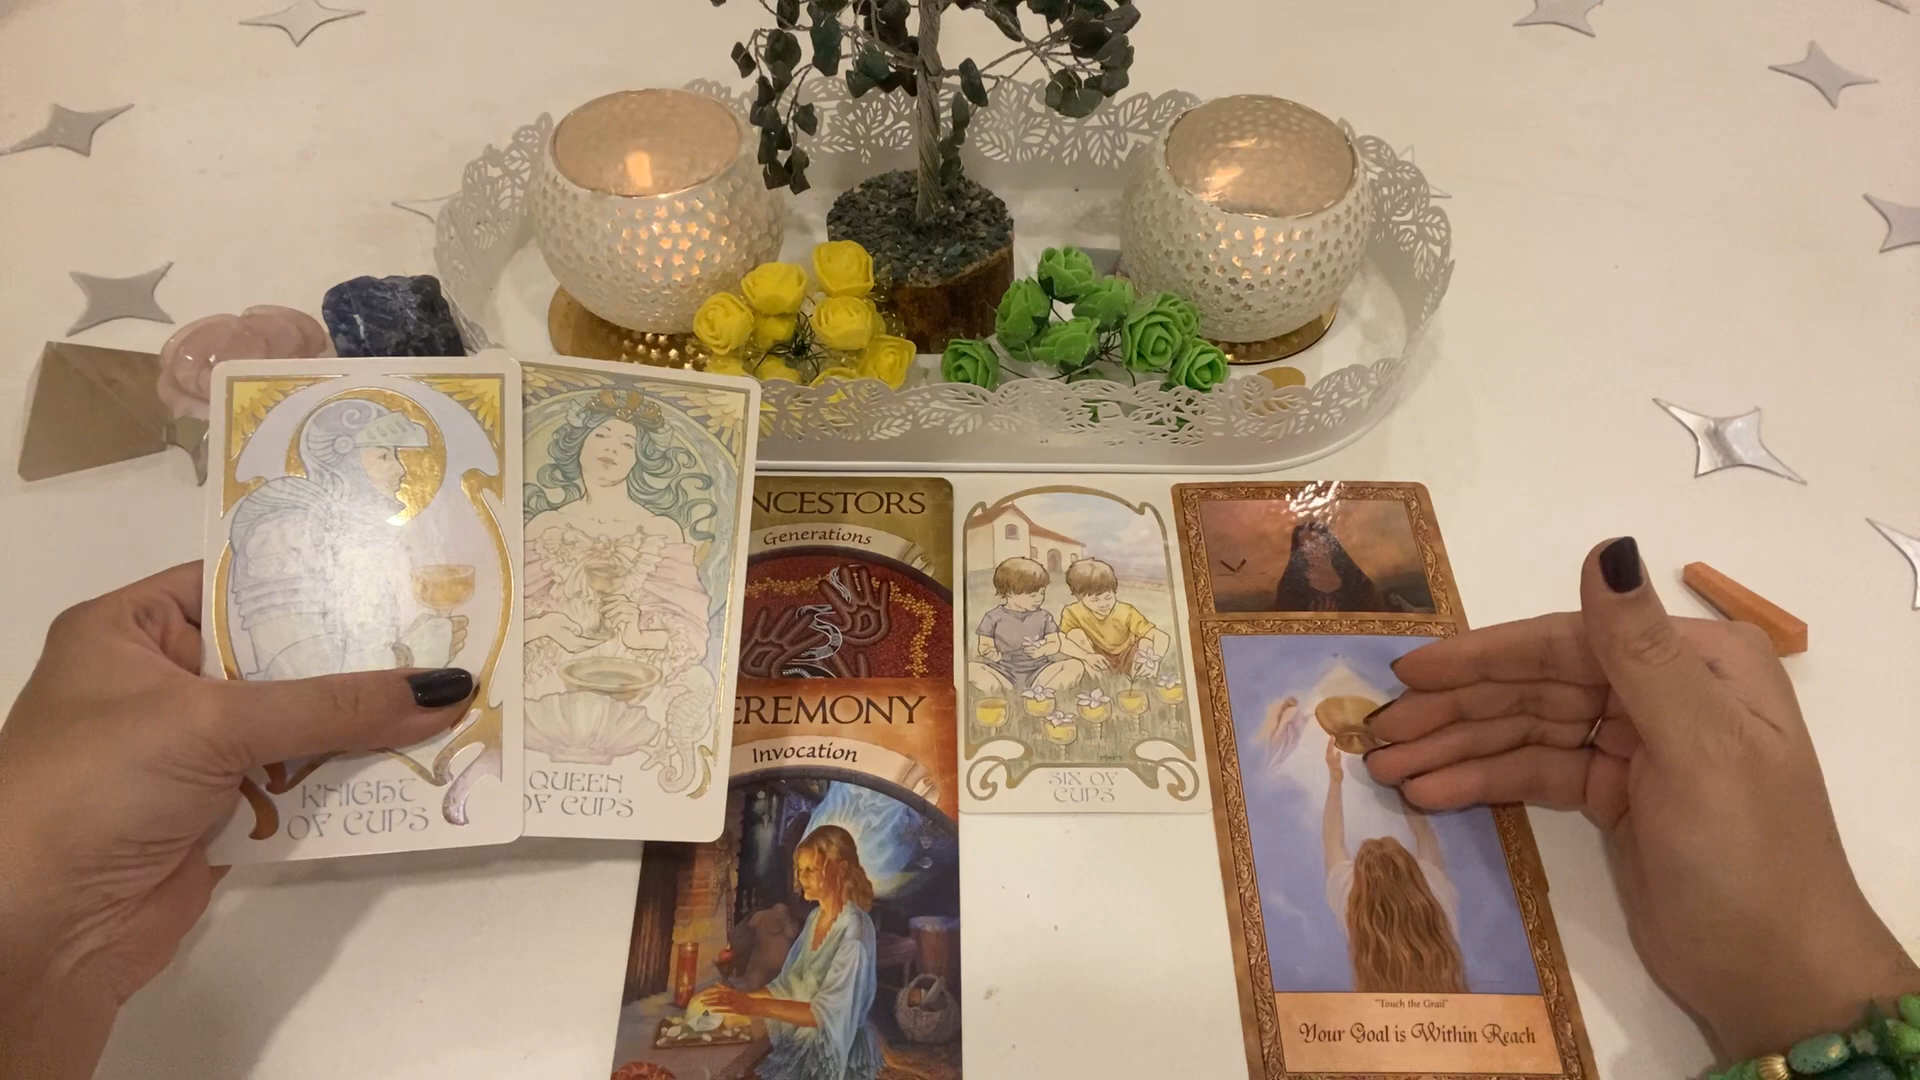 KNIGHT
OF CUPS
QUEEN
OF CUPS
NCESTORS
Generations
EREMONY
Invocation
SIX OF
CUPS
"Touch the Grail"
Your Goal is Within Reach